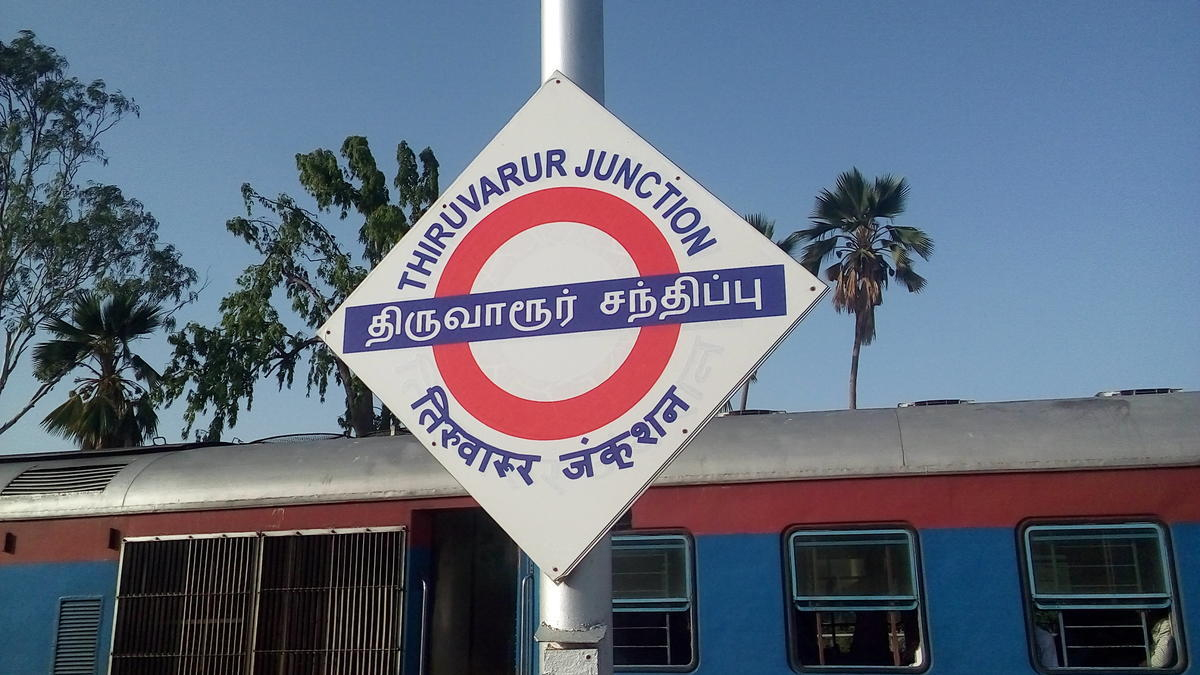 THIRUVARUR JUNCTION
திருவாரூர் சந்திப்பு
तिरुवारूर जंक्शन